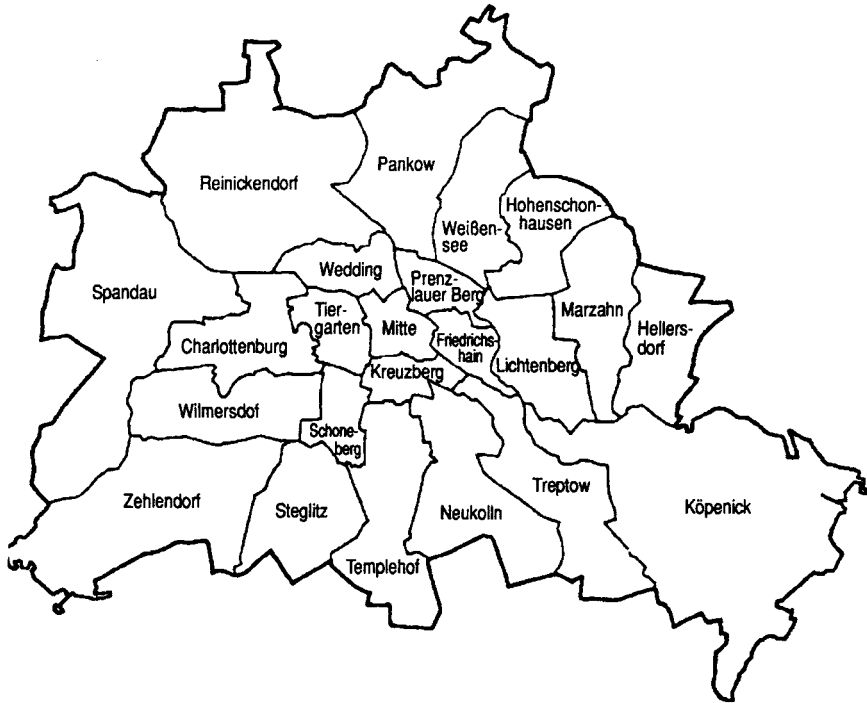 Pankow
Reinickendorf
Hohenschon-
hausen
Weißen-
see
Wedding
Prenz-
lauer Berg
Spandau
Marzahn
Tier-
garten
Mitte
Hellers-
dorf
Charlottenburg
Friedrichs-
hain
Lichtenberg
Kreuzberg
Wilmersdof
Schone-
berg
Zehlendorf
Steglitz
Neukolln
Treptow
Köpenick
Templehof